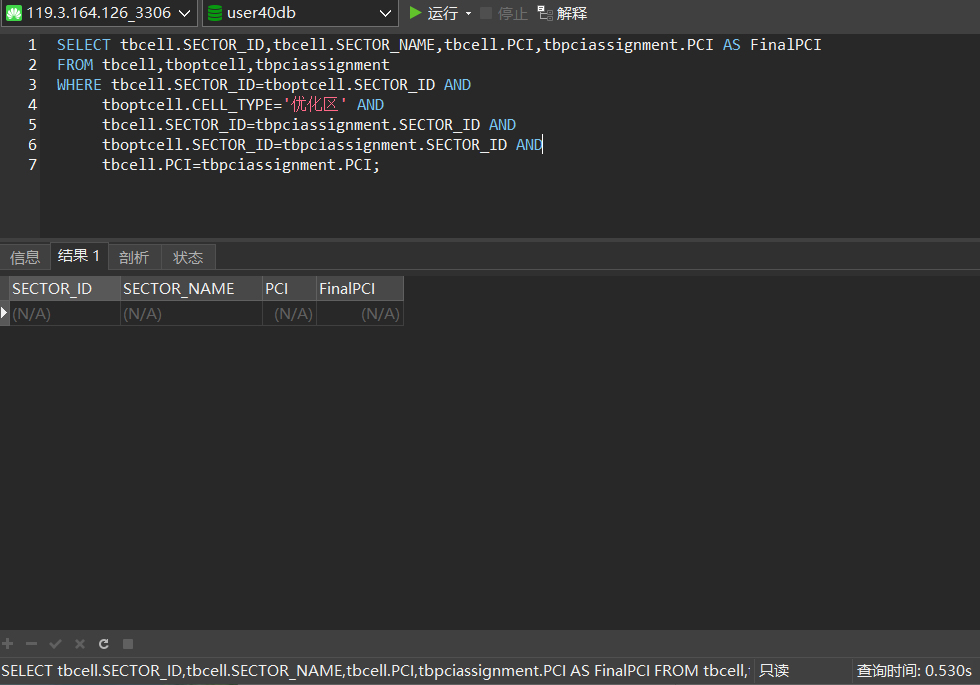 119.3.164.126_3306 user40db 运行 停止 解释
1 SELECT tbcell.SECTOR_ID,tbcell.SECTOR_NAME,tbcell.PCI,tbpciassignment.PCI AS FinalPCI
2 FROM tbcell,tboptcell,tbpciassignment
3 WHERE tbcell.SECTOR_ID=tboptcell.SECTOR_ID AND
4 tboptcell.CELL_TYPE='优化区' AND
5 tbcell.SECTOR_ID=tbpciassignment.SECTOR_ID AND
6 tboptcell.SECTOR_ID=tbpciassignment.SECTOR_ID AND
7 tbcell.PCI=tbpciassignment.PCI;
信息 结果 1 剖析 状态
SECTOR_ID SECTOR_NAME PCI FinalPCI
(N/A) (N/A) (N/A) (N/A)
SELECT tbcell.SECTOR_ID,tbcell.SECTOR_NAME,tbcell.PCI,tbpciassignment.PCI AS FinalPCI FROM tbcell, 只读 查询时间: 0.530s